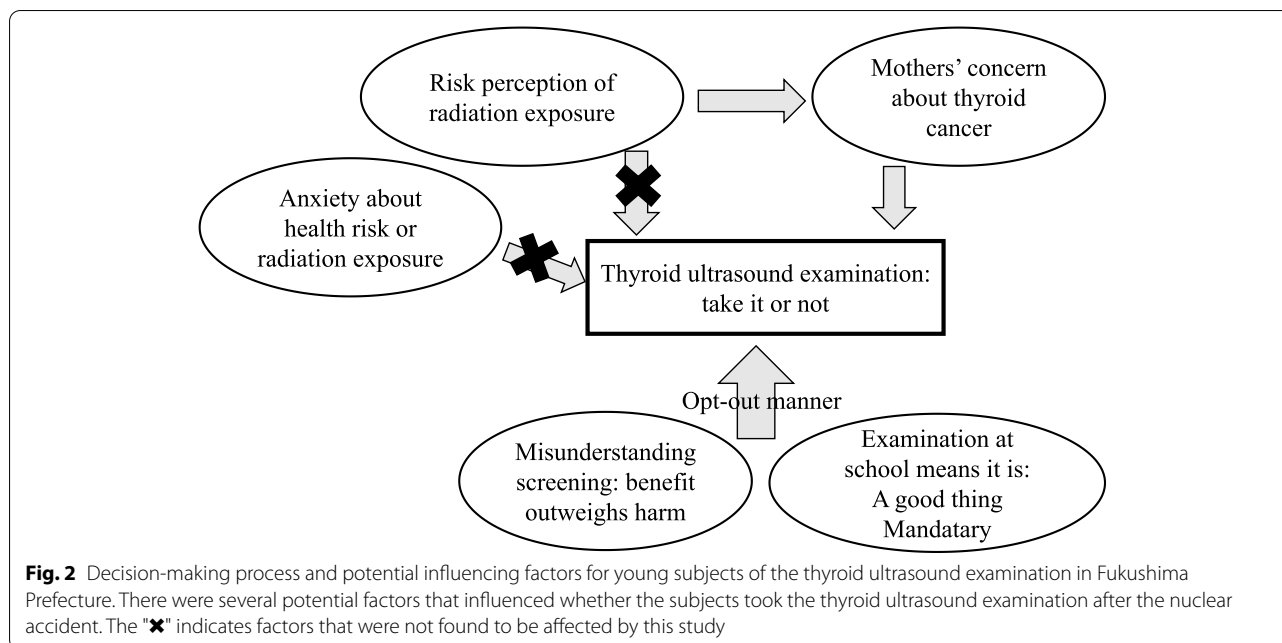 Risk perception of
radiation exposure
Mothers' concern
about thyroid
cancer
Anxiety about
health risk or
radiation exposure
Thyroid ultrasound examination:
take it or not
Opt-out manner
Misunderstanding
screening: benefit
outweighs harm
Examination at
school means it is:
A good thing
Mandatary
Fig. 2 Decision-making process and potential influencing factors for young subjects of the thyroid ultrasound examination in Fukushima
Prefecture. There were several potential factors that influenced whether the subjects took the thyroid ultrasound examination after the nuclear
accident. The "✖" indicates factors that were not found to be affected by this study